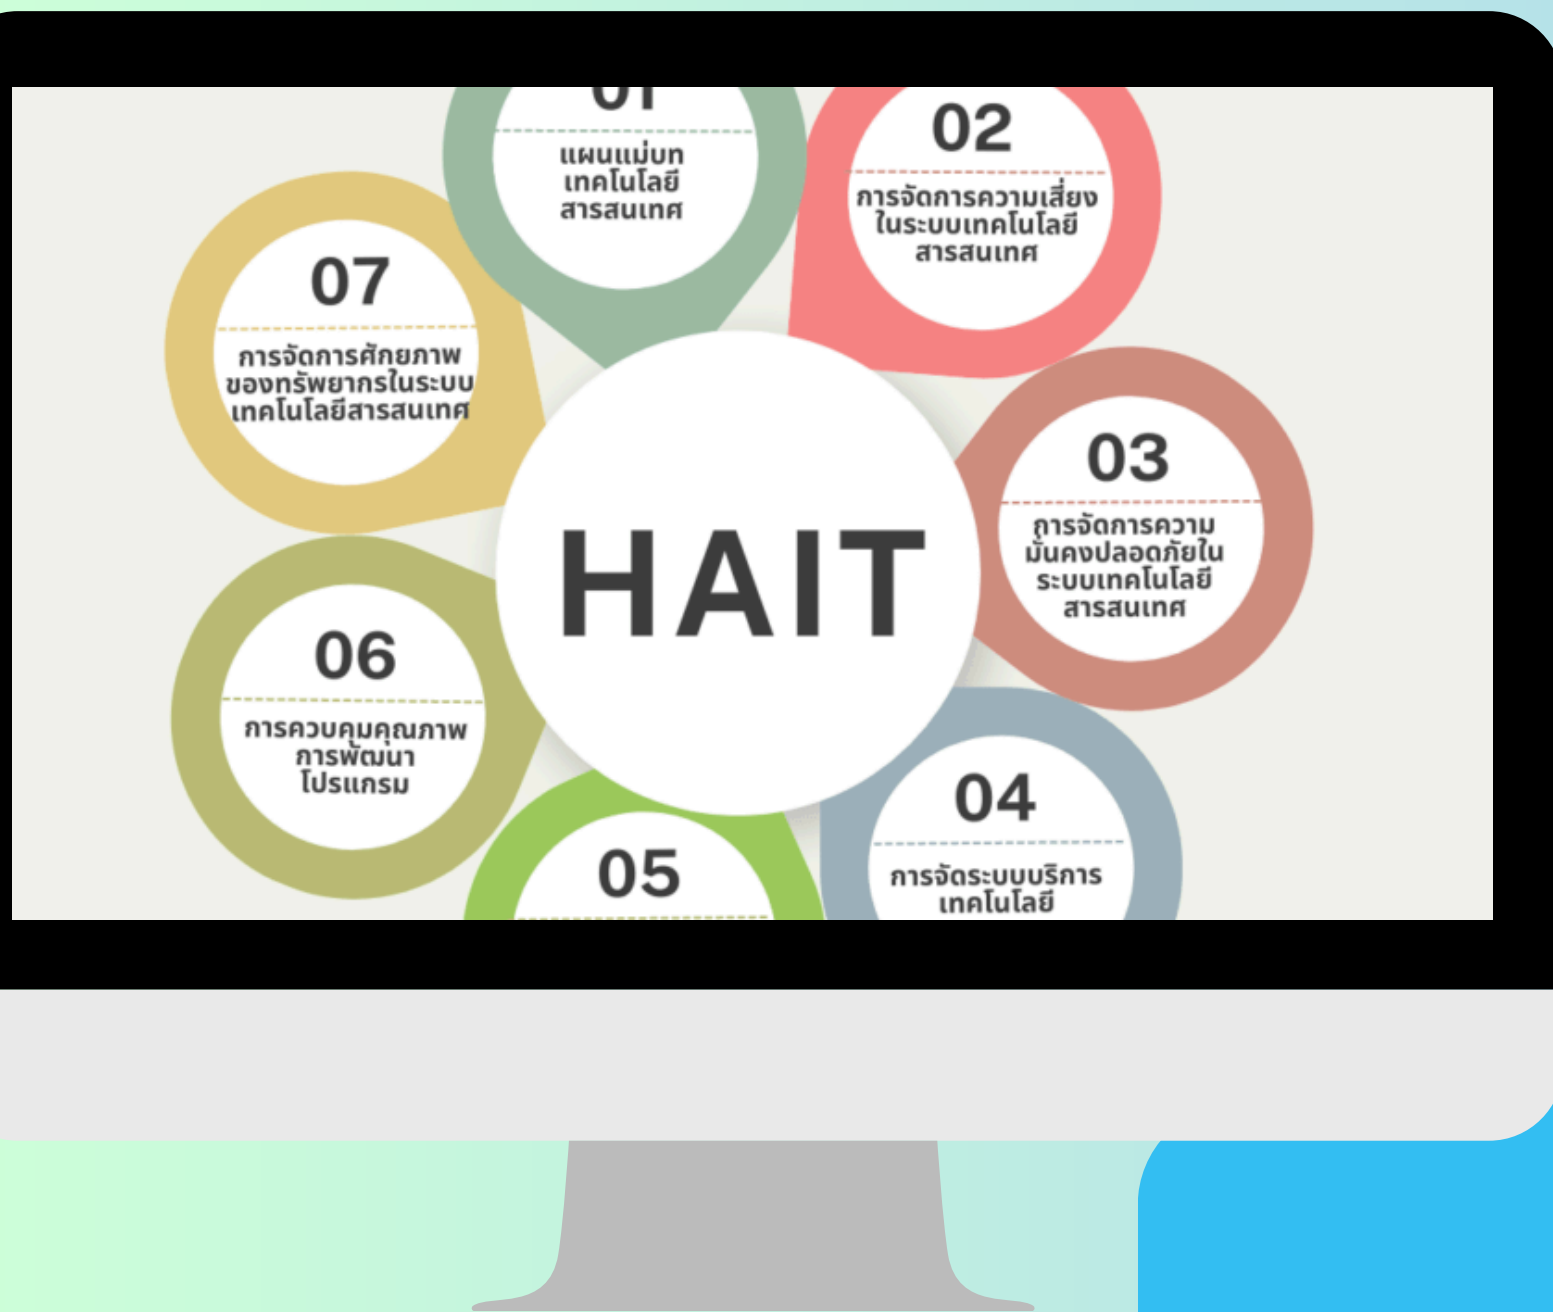 01
แผนแม่บท
เทคโนโลยี
สารสนเทศ
02
การจัดการความเสี่ยง
ในระบบเทคโนโลยี
สารสนเทศ
03
การจัดการความ
มั่นคงปลอดภัยใน
ระบบเทคโนโลยี
สารสนเทศ
04
การจัดระบบบริการ
เทคโนโลยี
05
06
การควบคุมคุณภาพ
การพัฒนา
โปรแกรม
07
การจัดการศักยภาพ
ของทรัพยากรในระบบ
เทคโนโลยีสารสนเทศ
HAIT